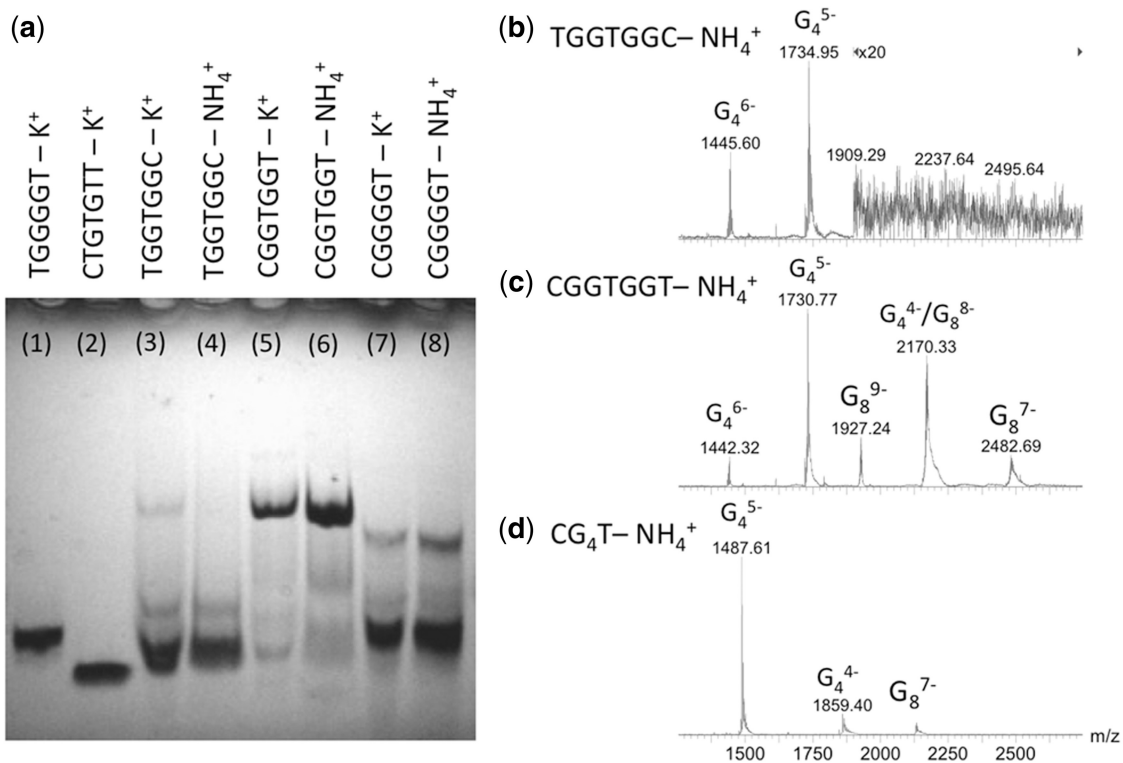 (a)
TGGGGT – K⁺
CTGTGTT – K⁺
TGGTGGC – K⁺
TGGTGGC – NH₄⁺
CGGTGGT – K⁺
CGGTGGT – NH₄⁺
CGGGGT – K⁺
CGGGGT – NH₄⁺
(1) (2) (3) (4) (5) (6) (7) (8)
(b) TGGTGGC– NH₄⁺
G₄⁵⁻
1734.95
x20
G₄⁶⁻
1445.60
1909.29 2237.64 2495.64
(c) CGGTGGT– NH₄⁺
G₄⁵⁻
1730.77
G₄⁴⁻/G₈⁸⁻
2170.33
G₈⁹⁻
1927.24
G₄⁶⁻
1442.32
G₈⁷⁻
2482.69
(d) CG₄T– NH₄⁺
G₄⁵⁻
1487.61
G₄⁴⁻
1859.40
G₈⁷⁻
1500 1750 2000 2250 2500 m/z